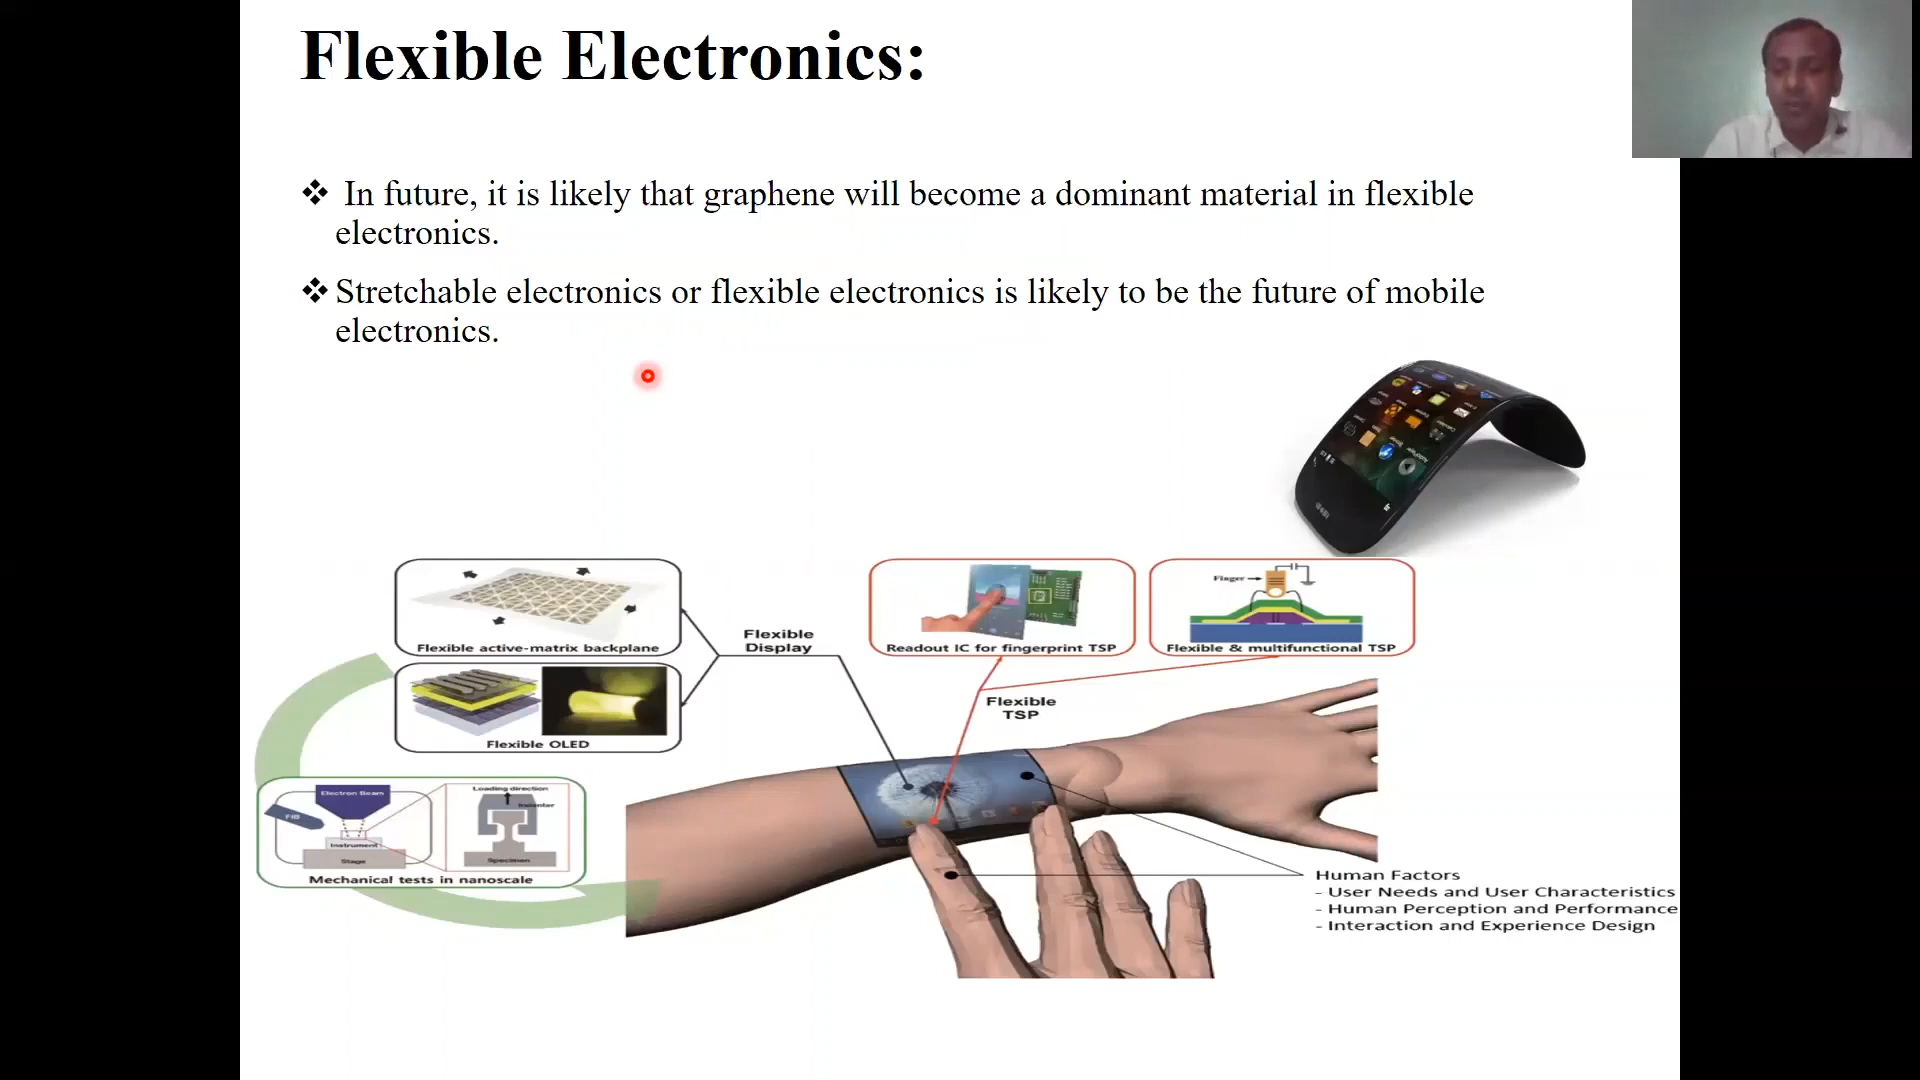 Flexible Electronics:
❖ In future, it is likely that graphene will become a dominant material in flexible
electronics.
❖ Stretchable electronics or flexible electronics is likely to be the future of mobile
electronics.
Flexible active-matrix backplane
Flexible OLED
Flexible
Display
Readout IC for fingerprint TSP
Finger
Flexible & multifunctional TSP
Flexible
TSP
Electron Beam
FIB
Instrument
Stage
Loading direction
Indenter
Specimen
Mechanical tests in nanoscale
Human Factors
- User Needs and User Characteristics
- Human Perception and Performance
- Interaction and Experience Design